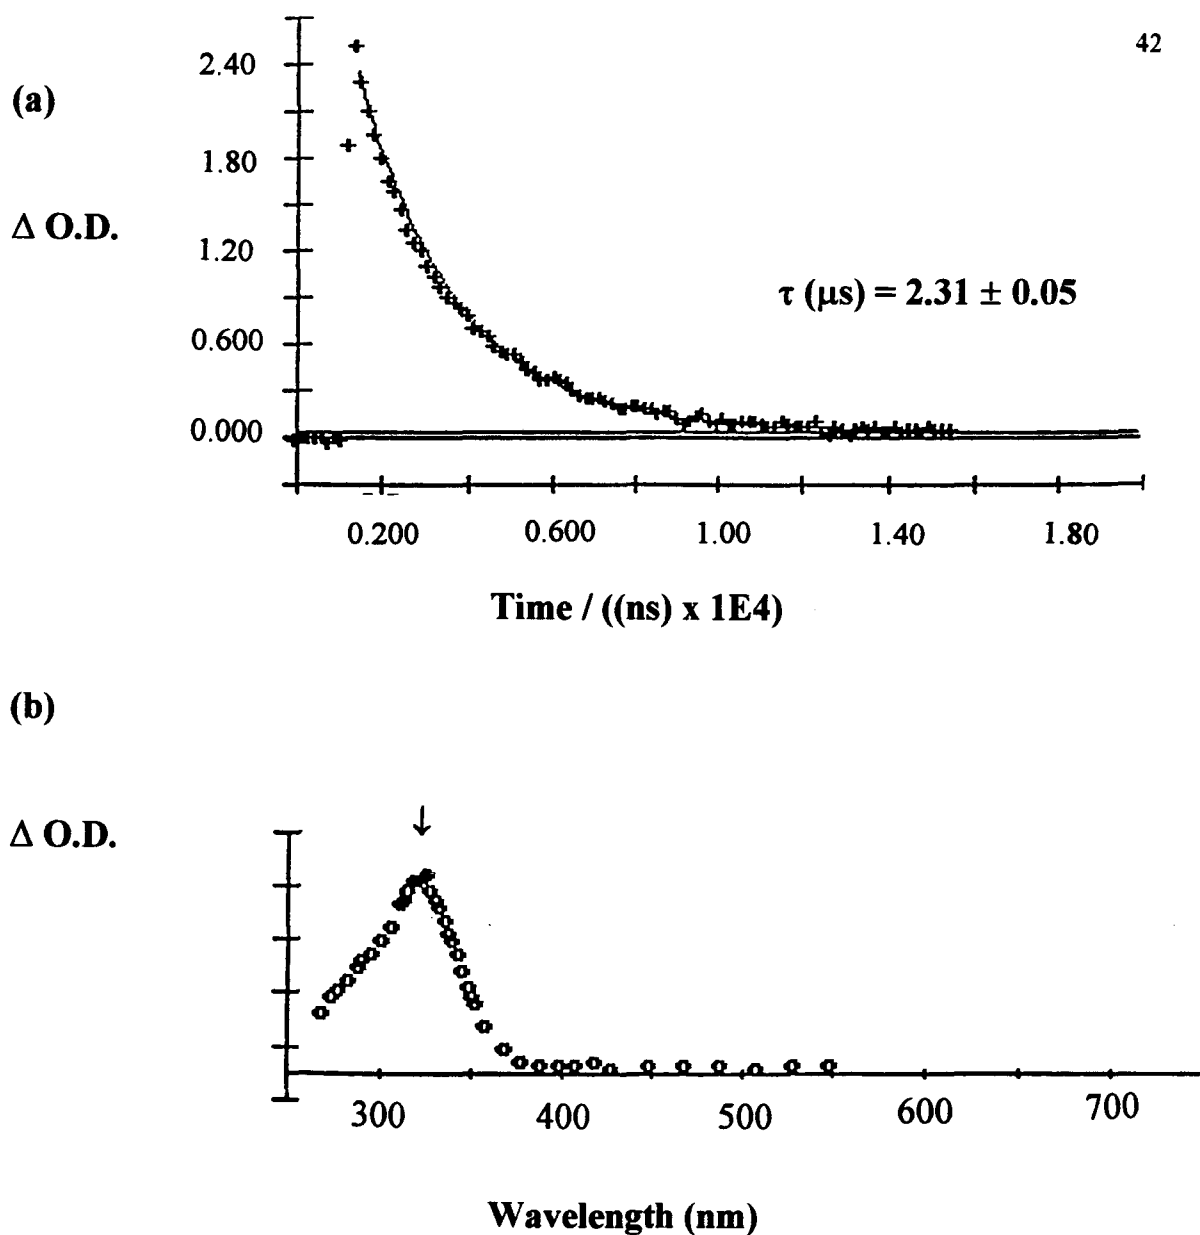 42
(a)
Δ O.D.
2.40
1.80
1.20
0.600
0.000
τ (μs) = 2.31 ± 0.05
0.200 0.600 1.00 1.40 1.80
Time / ((ns) x 1E4)
(b)
Δ O.D.
↓
300 400 500 600 700
Wavelength (nm)